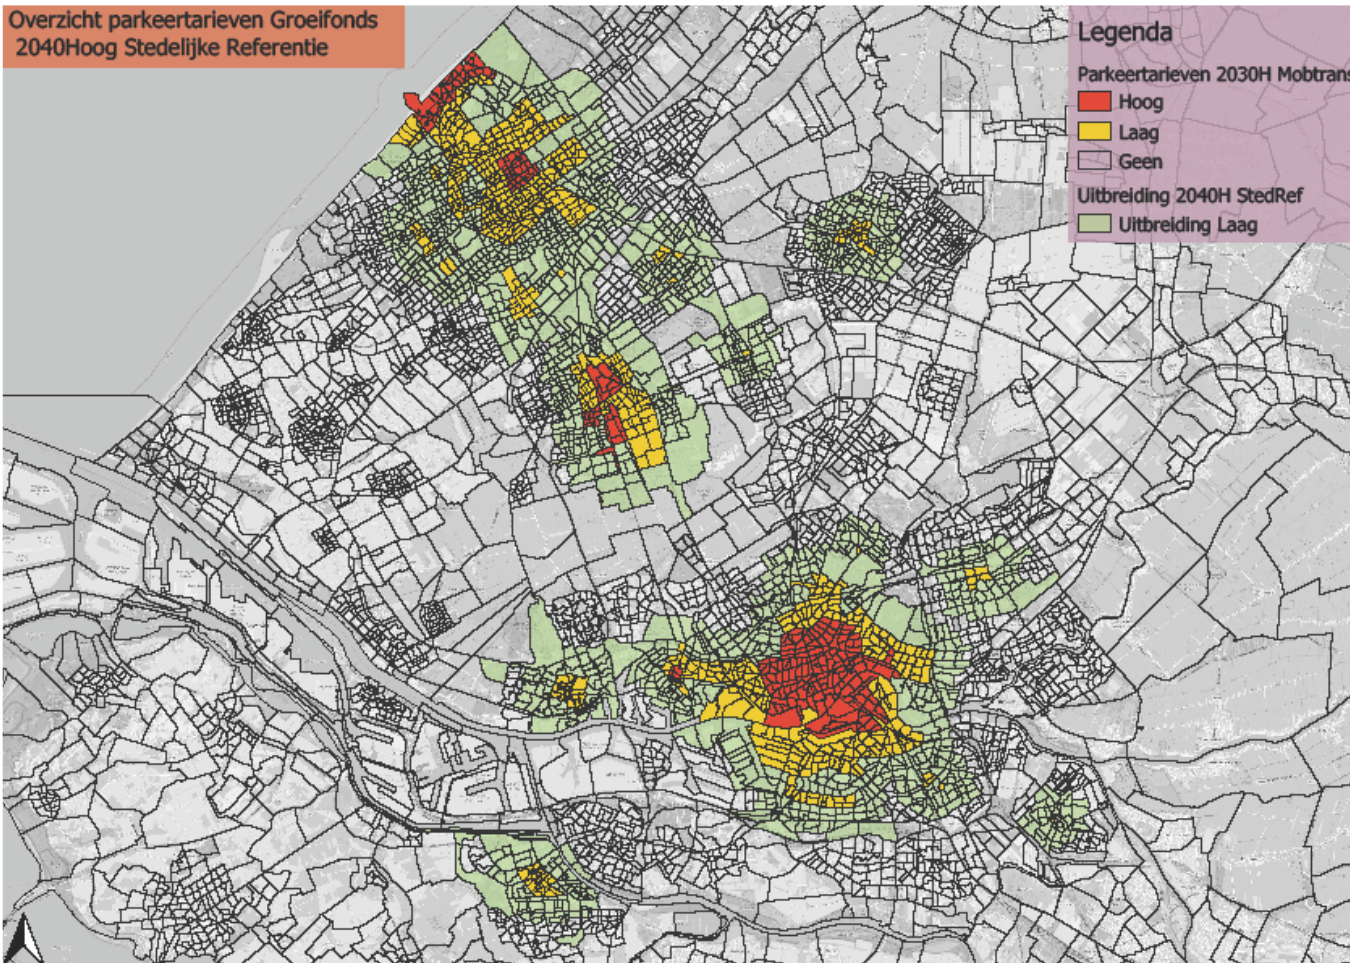 Overzicht parkeertarieven Groeifonds
2040Hoog Stedelijke Referentie
Legenda
Parkeertarieven 2030H Mobtrans
Hoog
Laag
Geen
Uitbreiding 2040H StedRef
Uitbreiding Laag